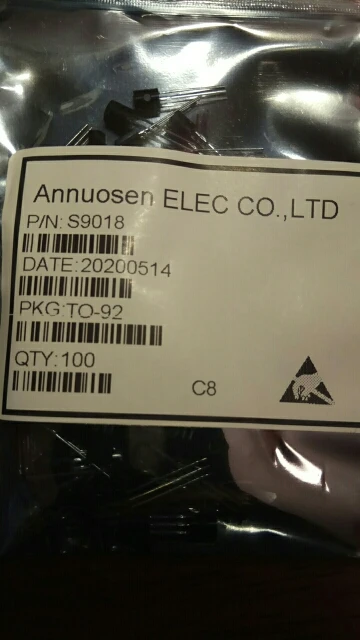 Annuosen ELEC CO.,LTD
P/N: S9018
DATE:20200514
PKG:TO-92
QTY:100
C8